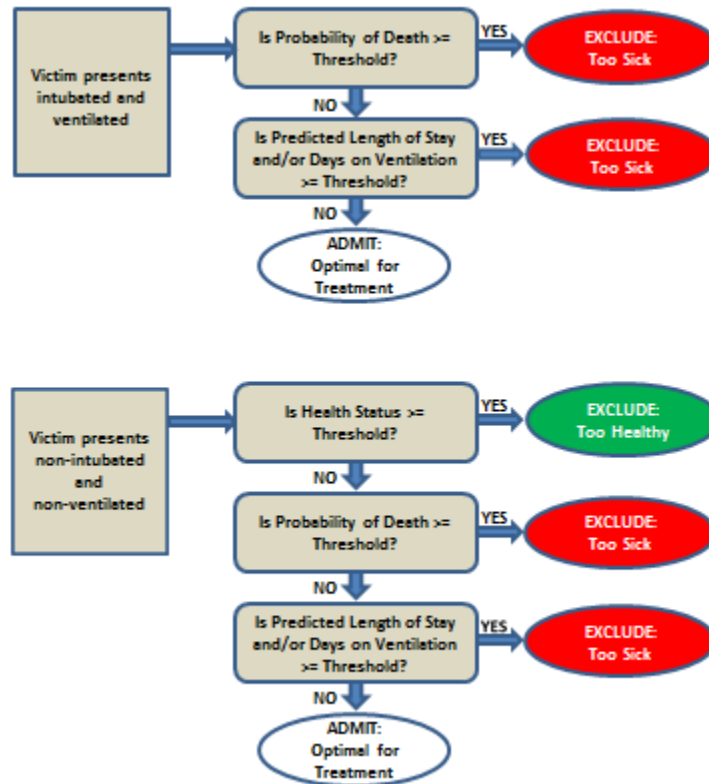 Victim presents
intubated and
ventilated
Is Probability of Death >=
Threshold?
YES
EXCLUDE:
Too Sick
NO
Is Predicted Length of Stay
and/or Days on Ventilation
>= Threshold?
YES
EXCLUDE:
Too Sick
NO
ADMIT:
Optimal for
Treatment
Victim presents
non-intubated
and
non-ventilated
Is Health Status >=
Threshold?
YES
EXCLUDE:
Too Healthy
NO
Is Probability of Death >=
Threshold?
YES
EXCLUDE:
Too Sick
NO
Is Predicted Length of Stay
and/or Days on Ventilation
>= Threshold?
YES
EXCLUDE:
Too Sick
NO
ADMIT:
Optimal for
Treatment